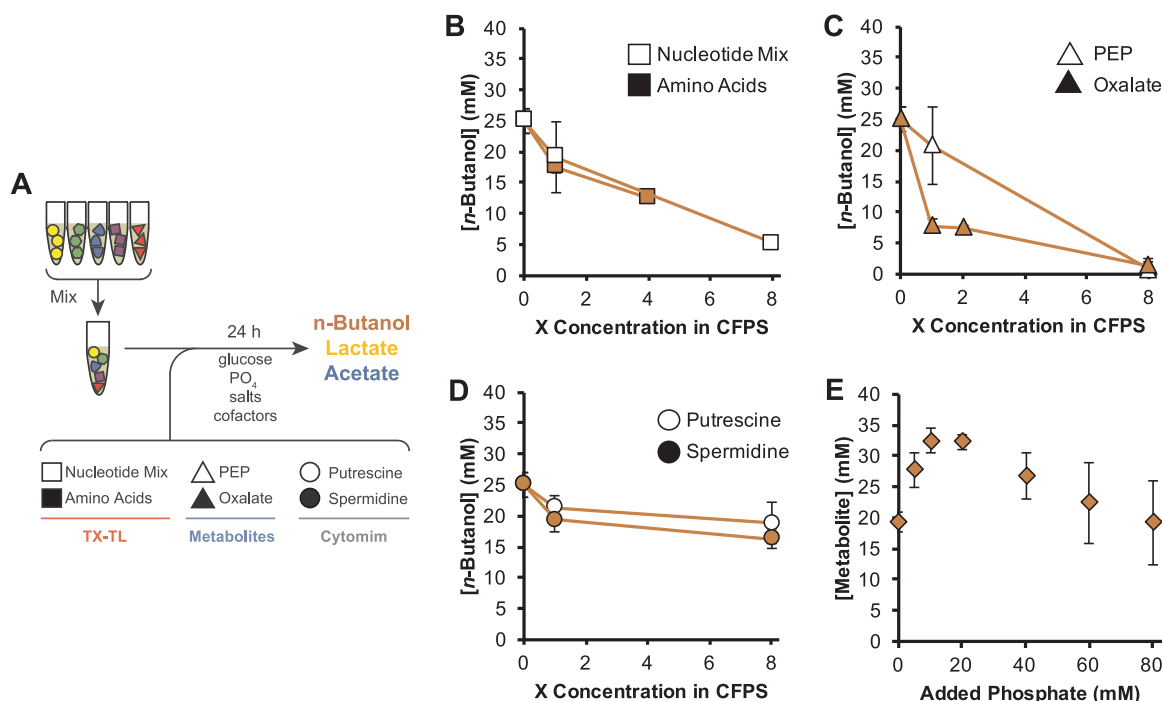 A
Mix
24 h
glucose
PO4
salts
cofactors
n-Butanol
Lactate
Acetate
Nucleotide Mix
Amino Acids
TX-TL
PEP
Oxalate
Metabolites
Putrescine
Spermidine
Cytomim
B
[n-Butanol] (mM)
40
35
30
25
20
15
10
5
0
0 2 4 6 8
X Concentration in CFPS
Nucleotide Mix
Amino Acids
C
[n-Butanol] (mM)
40
35
30
25
20
15
10
5
0
0 2 4 6 8
X Concentration in CFPS
PEP
Oxalate
D
[n-Butanol] (mM)
40
35
30
25
20
15
10
5
0
0 2 4 6 8
X Concentration in CFPS
Putrescine
Spermidine
E
[Metabolite] (mM)
40
35
30
25
20
15
10
5
0
0 20 40 60 80
Added Phosphate (mM)